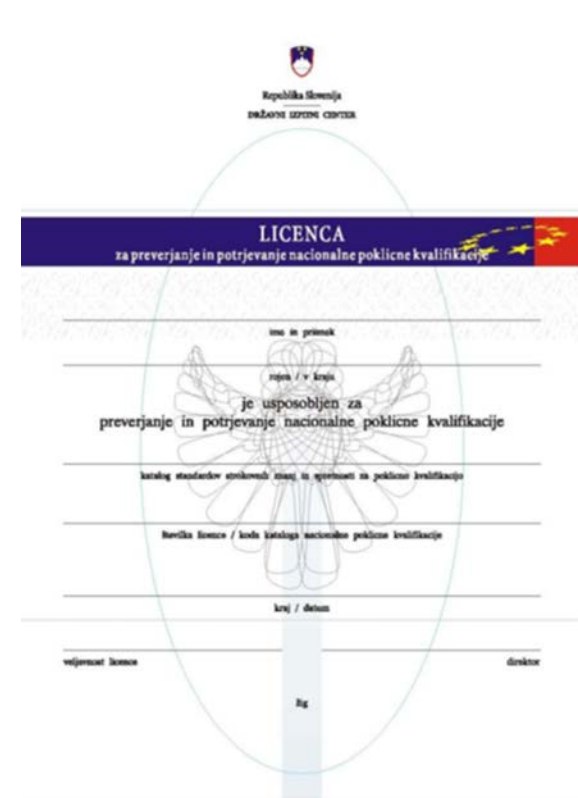 Republika Slovenija
DRŽAVNI IZPITNI CENTER
LICENCA
za preverjanje in potrjevanje nacionalne poklicne kvalifikacije
ime in priimek
rojen / v kraju
je usposobljen za
preverjanje in potrjevanje nacionalne poklicne kvalifikacije
katalog standardov strokovnih znanj in spretnosti za poklicno kvalifikacijo
številka licence / koda kataloga nacionalne poklicne kvalifikacije
kraj / datum
veljavnost licence
direktor
žig